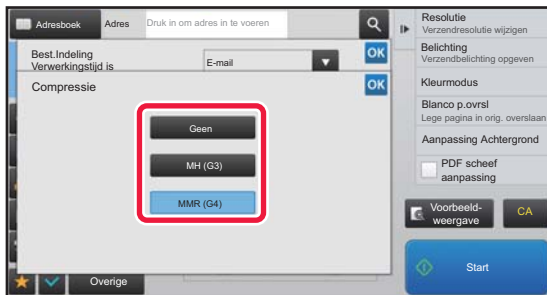 Adresboek
Adres
Druk in om adres in te voeren
Best.Indeling
Verwerkingstijd is
E-mail
OK
Compressie
OK
Geen
MH (G3)
MMR (G4)
Overige
Resolutie
Verzendresolutie wijzigen
Belichting
Verzendbelichting opgeven
Kleurmodus
Blanco p.ovrsl
Lege pagina in orig. overslaan
Aanpassing Achtergrond
PDF scheef
aanpassing
Voorbeeld-
weergave
CA
Start